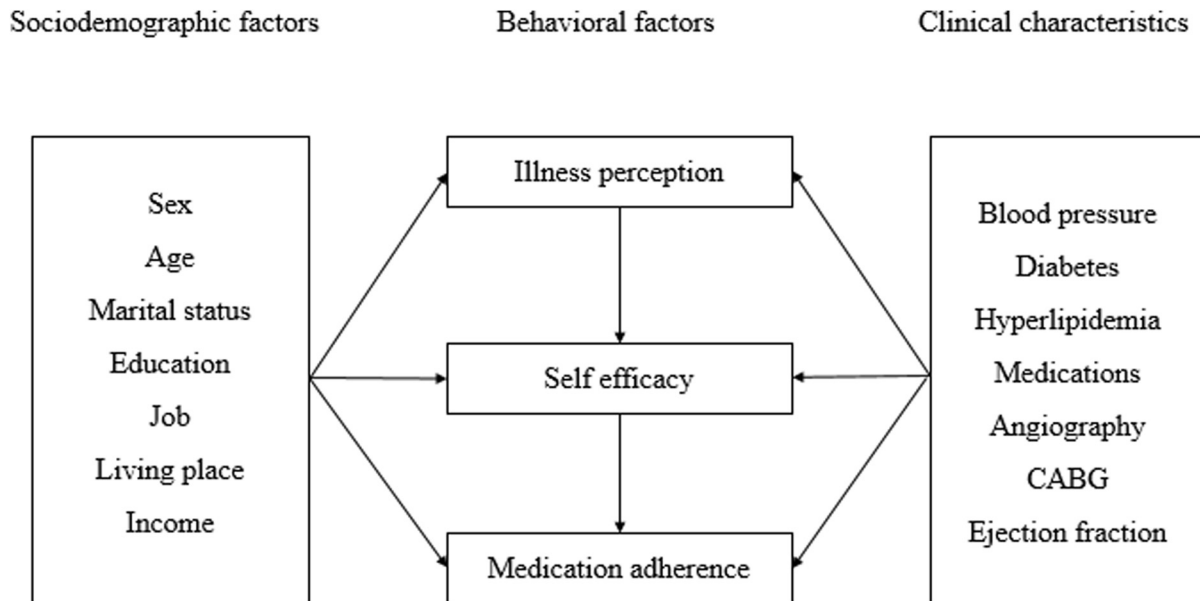 Sociodemographic factors
Behavioral factors
Clinical characteristics
Sex
Age
Marital status
Education
Job
Living place
Income
Illness perception
Self efficacy
Medication adherence
Blood pressure
Diabetes
Hyperlipidemia
Medications
Angiography
CABG
Ejection fraction